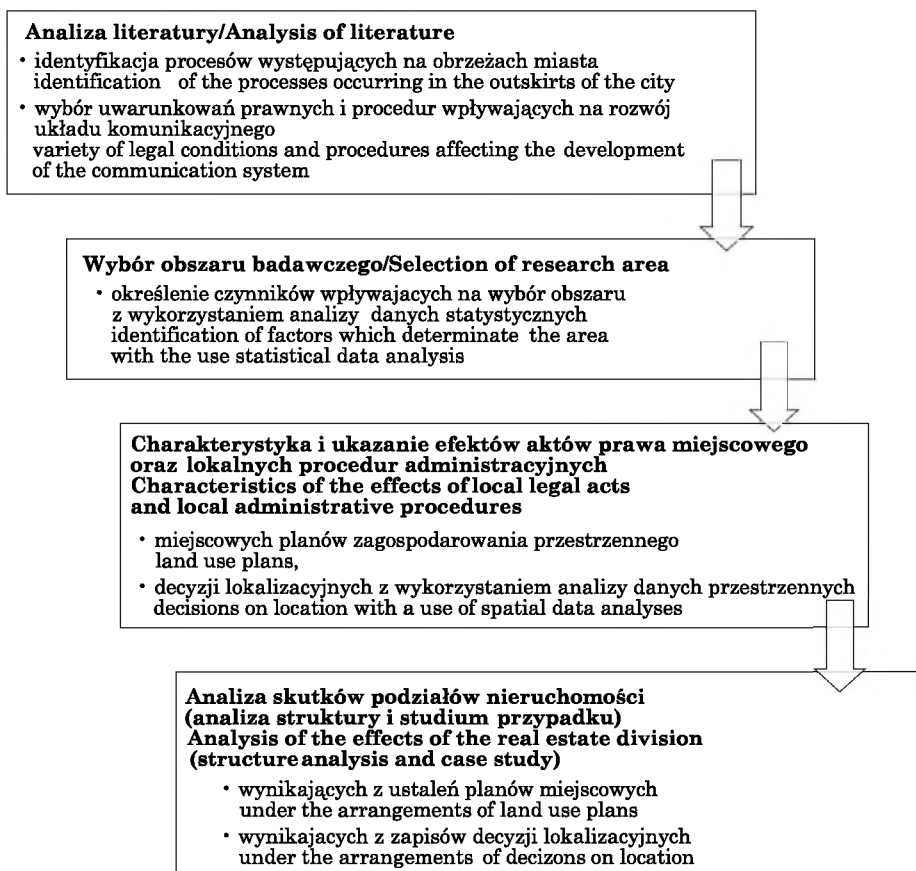 Analiza literatury/Analysis of literature
• identyfikacja procesów występujących na obrzeżach miasta
identification of the processes occurring in the outskirts of the city
• wybór uwarunkowań prawnych i procedur wpływających na rozwój
układu komunikacyjnego
variety of legal conditions and procedures affecting the development
of the communication system
Wybór obszaru badawczego/Selection of research area
• określenie czynników wpływajacych na wybór obszaru
z wykorzystaniem analizy danych statystycznych
identification of factors which determinate the area
with the use statistical data analysis
Charakterystyka i ukazanie efektów aktów prawa miejscowego
oraz lokalnych procedur administracyjnych
Characteristics of the effects of local legal acts
and local administrative procedures
• miejscowych planów zagospodarowania przestrzennego
land use plans,
• decyzji lokalizacyjnych z wykorzystaniem analizy danych przestrzennych
decisions on location with a use of spatial data analyses
Analiza skutków podziałów nieruchomości
(analiza struktury i studium przypadku)
Analysis of the effects of the real estate division
(structure analysis and case study)
• wynikających z ustaleń planów miejscowych
under the arrangements of land use plans
• wynikajacych z zapisów decyzji lokalizacyjnych
under the arrangements of decizons on location